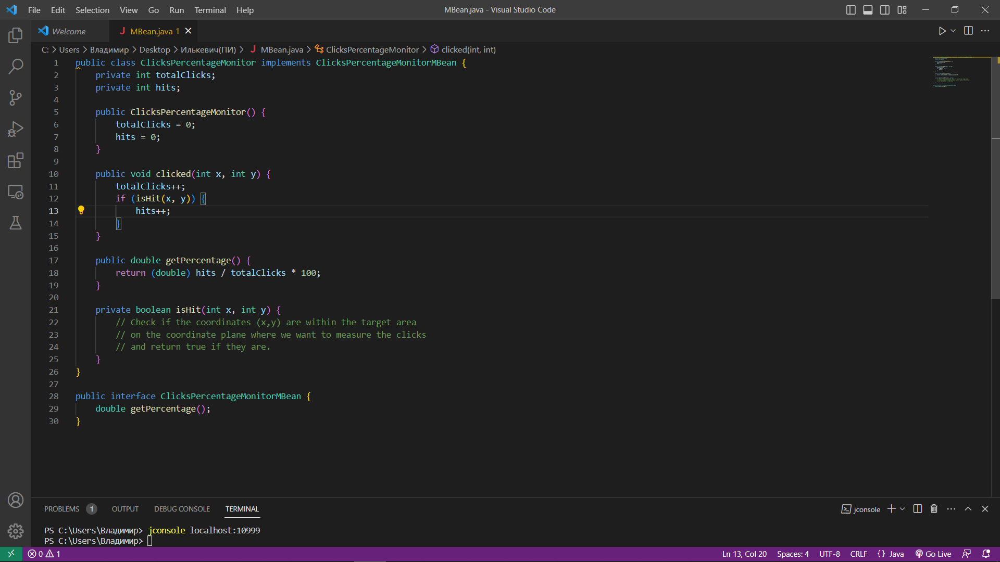 File Edit Selection View Go Run Terminal Help
MBean.java - Visual Studio Code
Welcome
J MBean.java 1
C: > Users > Владимир > Desktop > Илькевич(ПИ) > J MBean.java > ClicksPercentageMonitor > clicked(int, int)
1 public class ClicksPercentageMonitor implements ClicksPercentageMonitorMBean {
2     private int totalClicks;
3     private int hits;
4
5     public ClicksPercentageMonitor() {
6         totalClicks = 0;
7         hits = 0;
8     }
9
10     public void clicked(int x, int y) {
11         totalClicks++;
12         if (isHit(x, y)) {
13             hits++;
14         }
15     }
16
17     public double getPercentage() {
18         return (double) hits / totalClicks * 100;
19     }
20
21     private boolean isHit(int x, int y) {
22         // Check if the coordinates (x,y) are within the target area
23         // on the coordinate plane where we want to measure the clicks
24         // and return true if they are.
25     }
26 }
27
28 public interface ClicksPercentageMonitorMBean {
29     double getPercentage();
30 }
PROBLEMS 1 OUTPUT DEBUG CONSOLE TERMINAL
jconsole
PS C:\Users\Владимир> jconsole localhost:10999
PS C:\Users\Владимир>
0 1
Ln 13, Col 20 Spaces: 4 UTF-8 CRLF {} Java Go Live